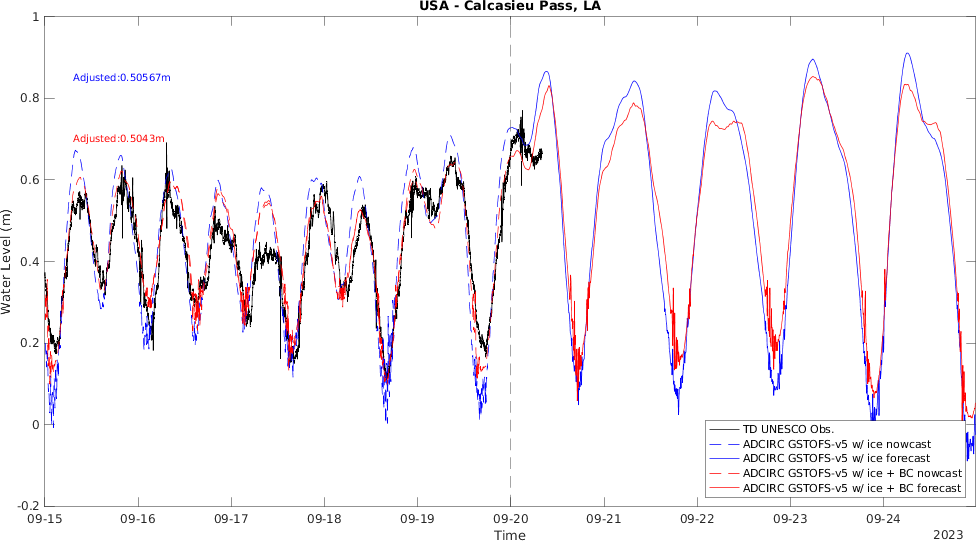 USA - Calcasieu Pass, LA
1
0.8
0.6
0.4
0.2
0
-0.2
Water Level (m)
Adjusted:0.50567m
Adjusted:0.5043m
TD UNESCO Obs.
ADCIRC GSTOFS-v5 w/ ice nowcast
ADCIRC GSTOFS-v5 w/ ice forecast
ADCIRC GSTOFS-v5 w/ ice + BC nowcast
ADCIRC GSTOFS-v5 w/ ice + BC forecast
09-15 09-16 09-17 09-18 09-19 09-20 09-21 09-22 09-23 09-24
Time
2023